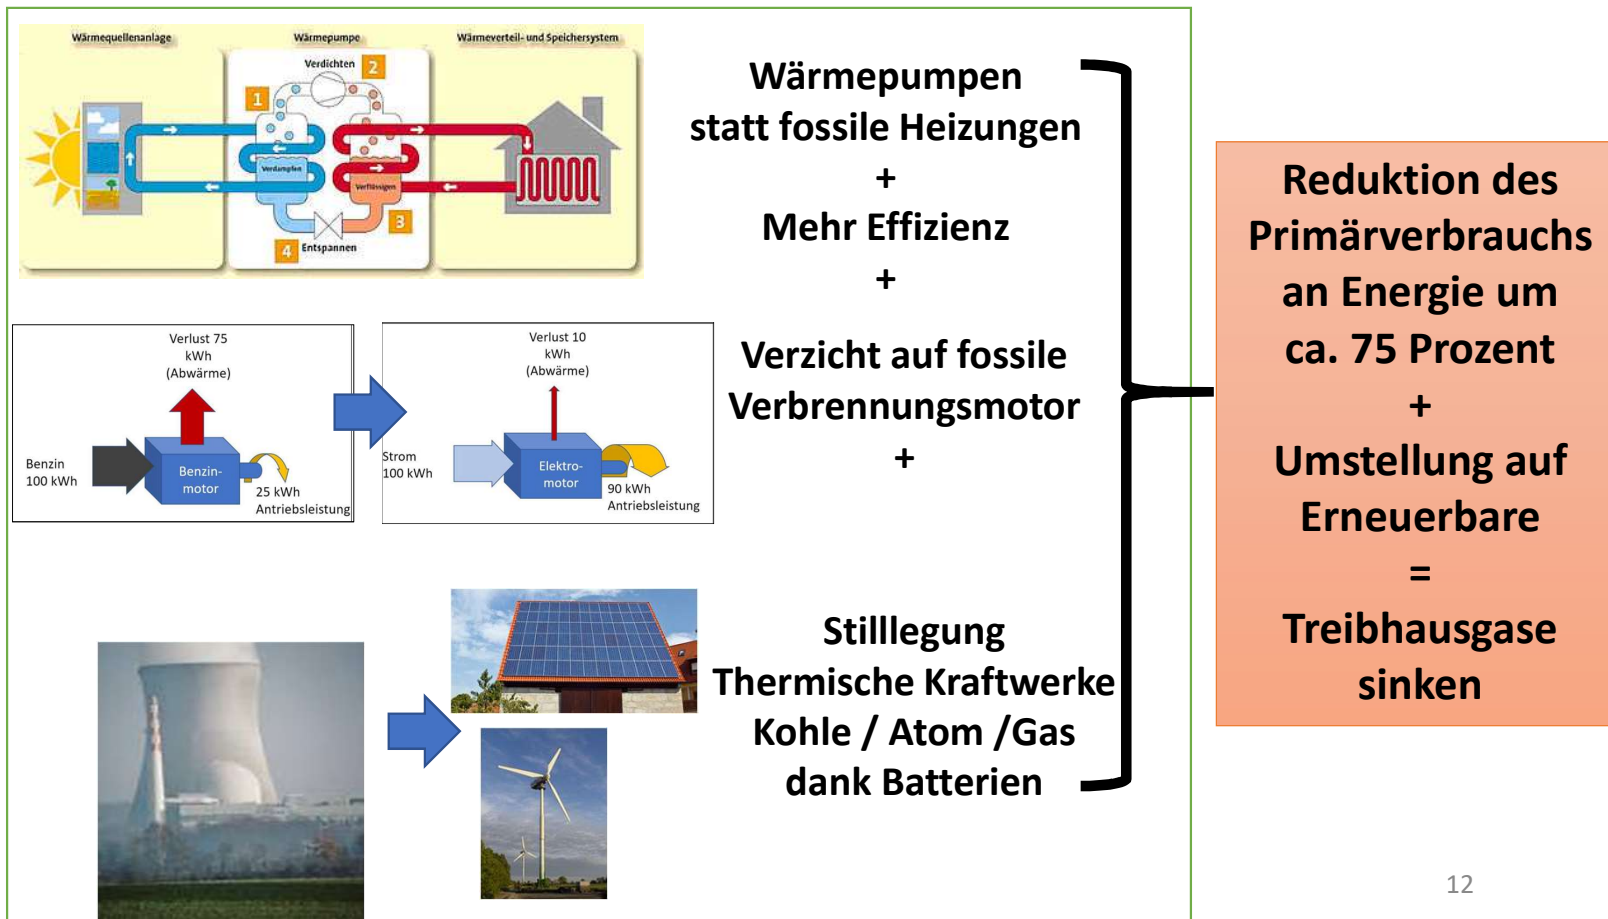 Wärmequellenanlage
Wärmepumpe
Wärmeverteil- und Speichersystem
Verdichten
2
1
Verdampfen
Verflüssigen
3
4
Entspannen
Wärmepumpen
statt fossile Heizungen
+
Mehr Effizienz
+
Verlust 75
kWh
(Abwärme)
Benzin
100 kWh
Benzin-
motor
25 kWh
Antriebsleistung
Verlust 10
kWh
(Abwärme)
Strom
100 kWh
Elektro-
motor
90 kWh
Antriebsleistung
Verzicht auf fossile
Verbrennungsmotor
+
Stilllegung
Thermische Kraftwerke
Kohle / Atom /Gas
dank Batterien
Reduktion des
Primärverbrauchs
an Energie um
ca. 75 Prozent
+
Umstellung auf
Erneuerbare
=
Treibhausgase
sinken
12